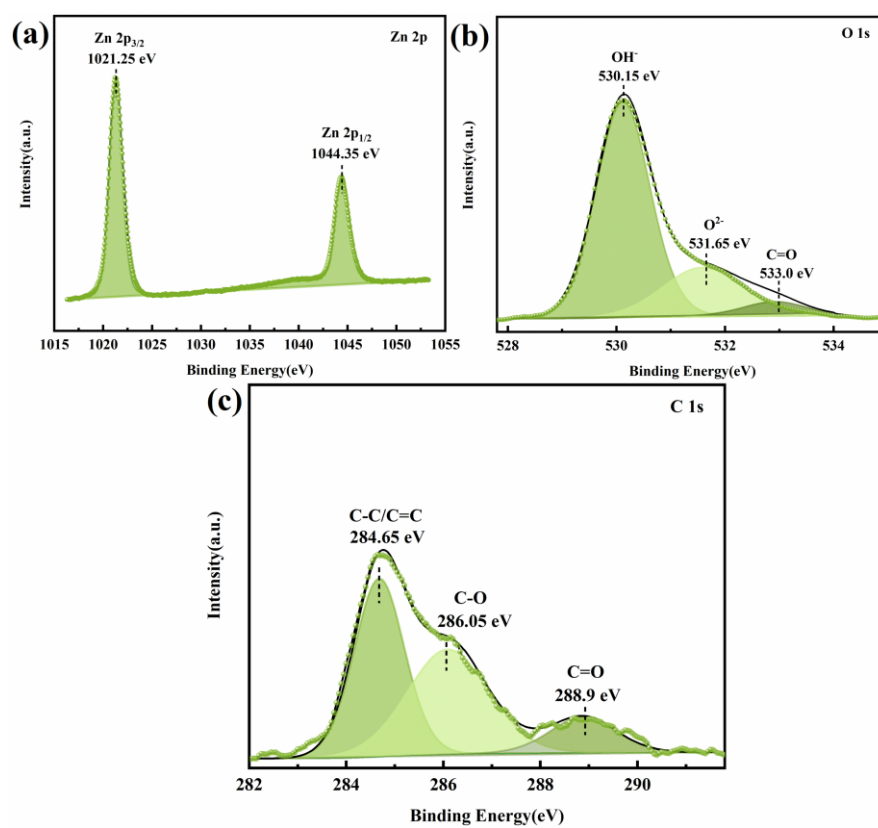 (a)
Zn 2p
Zn 2p3/2
1021.25 eV
Zn 2p1/2
1044.35 eV
Intensity(a.u.)
1015 1020 1025 1030 1035 1040 1045 1050 1055
Binding Energy(eV)
(b)
O 1s
OH-
530.15 eV
O2-
531.65 eV
C=O
533.0 eV
Intensity(a.u.)
528 530 532 534
Binding Energy(eV)
(c)
C 1s
C-C/C=C
284.65 eV
C-O
286.05 eV
C=O
288.9 eV
Intensity(a.u.)
282 284 286 288 290
Binding Energy(eV)